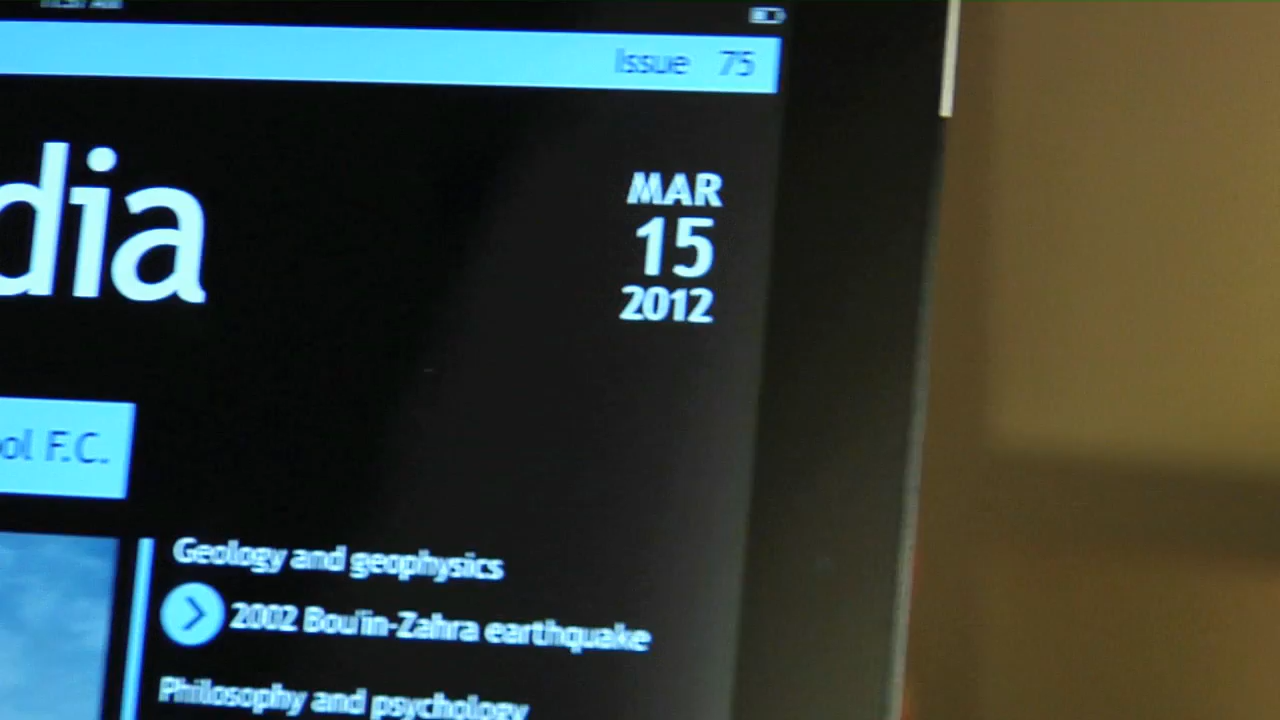 Issue 75
dia
MAR
15
2012
ol F.C.
Geology and geophysics
2002 Bou'in-Zahra earthquake
Philosophy and psychology